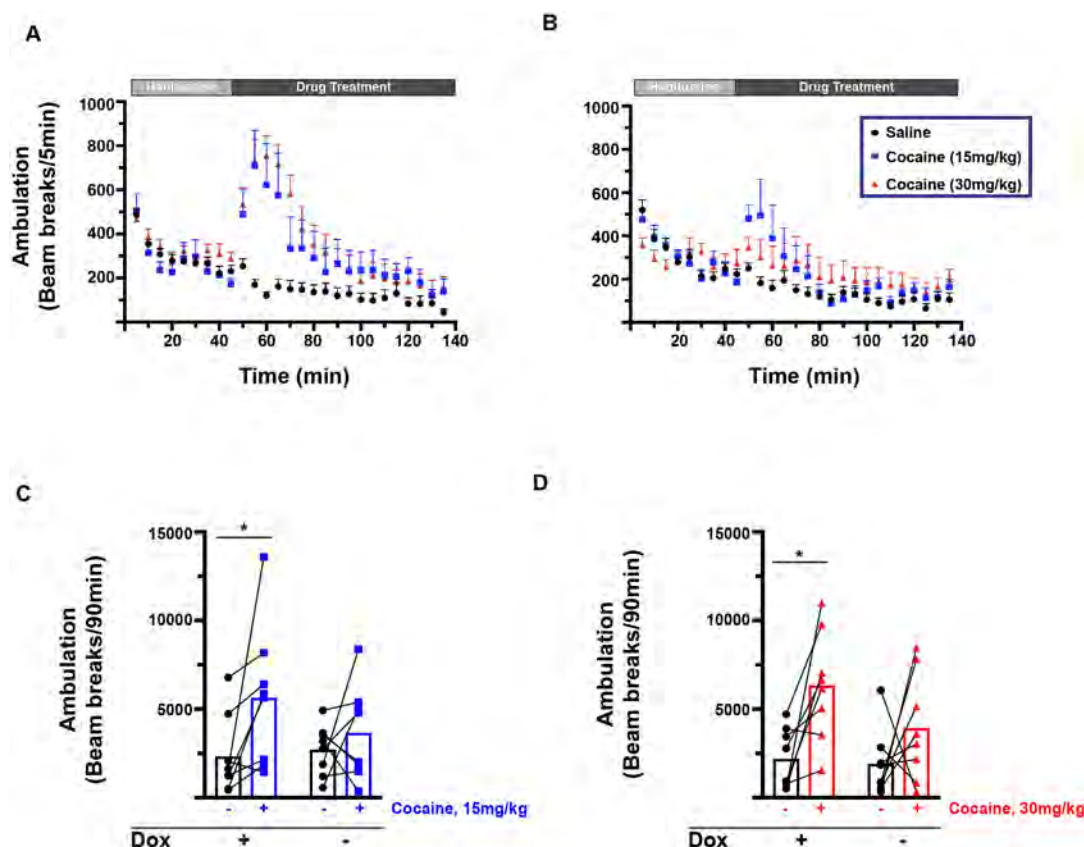 A
B
Drug Treatment
Drug Treatment
1000
800
600
400
200
1000
800
600
400
200
Saline
Cocaine (15mg/kg)
Cocaine (30mg/kg)
Ambulation
(Beam breaks/5min)
20 40 60 80 100 120 140
20 40 60 80 100 120 140
Time (min)
Time (min)
C
D
15000
10000
5000
*
15000
10000
5000
*
Ambulation
(Beam breaks/90min)
Ambulation
(Beam breaks/90min)
- + - + Cocaine, 15mg/kg
- + - + Cocaine, 30mg/kg
Dox + -
Dox + -